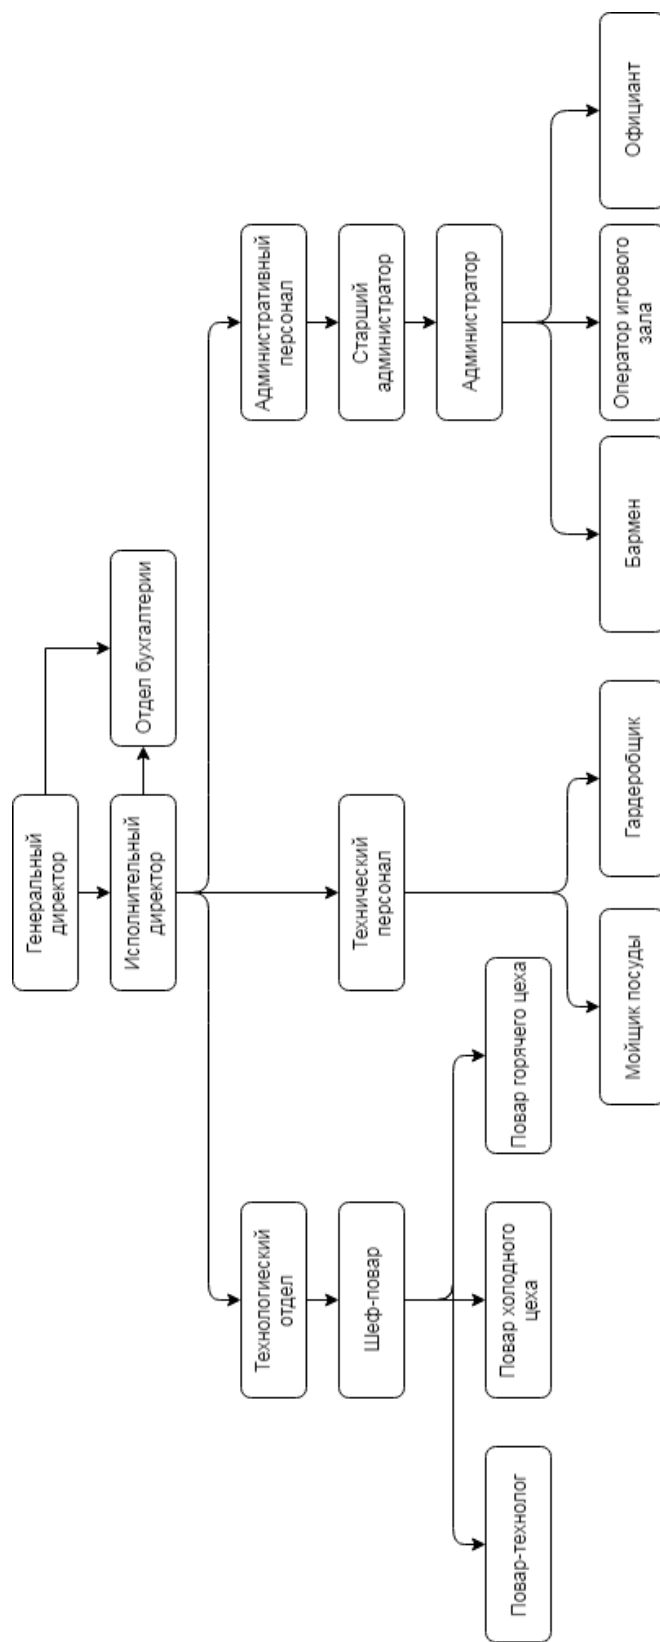 Генеральный
директор
Исполнительный
директор
Отдел бухгалтерии
Технологиеский
отдел
Шеф-повар
Повар-технолог
Повар холодного
цеха
Повар горячего цеха
Технический
персонал
Мойщик посуды
Гардеробщик
Административный
персонал
Старший
администратор
Администратор
Бармен
Оператор игрового
зала
Официант